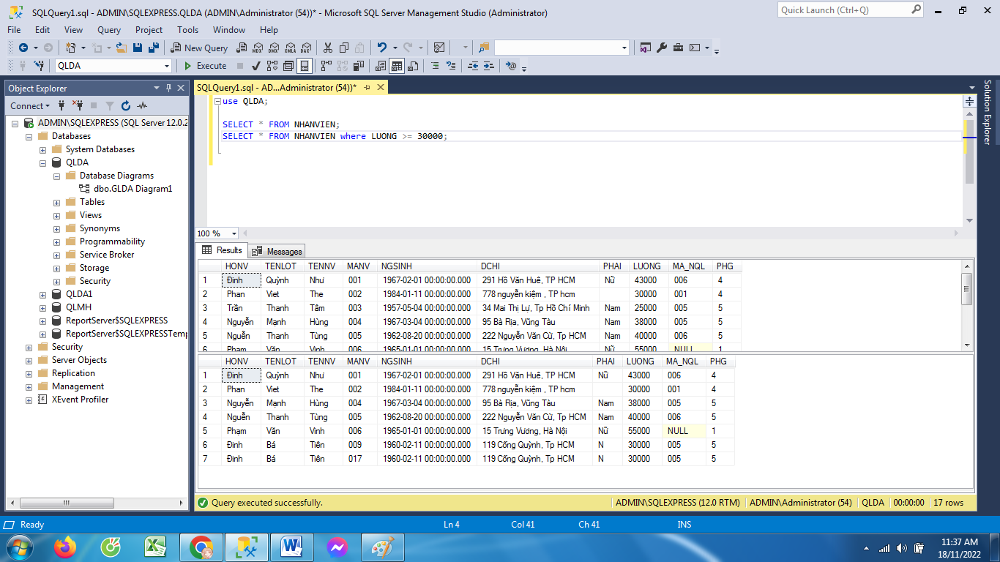 SQLQuery1.sql - ADMIN\SQLEXPRESS.QLDA (ADMIN\Administrator (54))* - Microsoft SQL Server Management Studio (Administrator)
Quick Launch (Ctrl+Q)
File Edit View Query Project Tools Window Help
New Query MDX DMX XMLA DAX
QLDA Execute
Object Explorer
Connect
ADMIN\SQLEXPRESS (SQL Server 12.0.2
Databases
System Databases
QLDA
Database Diagrams
dbo.GLDA Diagram1
Tables
Views
Synonyms
Programmability
Service Broker
Storage
Security
QLDA1
QLMH
ReportServer$SQLEXPRESS
ReportServer$SQLEXPRESSTemp
Security
Server Objects
Replication
Management
XEvent Profiler
SQLQuery1.sql - AD...Administrator (54))*
use QLDA;
SELECT * FROM NHANVIEN;
SELECT * FROM NHANVIEN where LUONG >= 30000;
Solution Explorer
100 %
Results Messages
HONV TENLOT TENNV MANV NGSINH DCHI PHAI LUONG MA_NQL PHG
1 Đinh Quỳnh Như 001 1967-02-01 00:00:00.000 291 Hồ Văn Huê, TP HCM Nữ 43000 006 4
2 Phan Viet The 002 1984-01-11 00:00:00.000 778 nguyễn kiệm , TP hcm 30000 001 4
3 Trần Thanh Tâm 003 1957-05-04 00:00:00.000 34 Mai Thị Lự, Tp Hồ Chí Minh Nam 25000 005 5
4 Nguyễn Mạnh Hùng 004 1967-03-04 00:00:00.000 95 Bà Rịa, Vũng Tàu Nam 38000 005 5
5 Nguễn Thanh Tùng 005 1962-08-20 00:00:00.000 222 Nguyễn Văn Cừ, Tp HCM Nam 40000 006 5
6 Phạm Văn Vinh 006 1965-01-01 00:00:00.000 15 Trưng Vương, Hà Nội Nữ 55000 NULL 1
HONV TENLOT TENNV MANV NGSINH DCHI PHAI LUONG MA_NQL PHG
1 Đinh Quỳnh Như 001 1967-02-01 00:00:00.000 291 Hồ Văn Huê, TP HCM Nữ 43000 006 4
2 Phan Viet The 002 1984-01-11 00:00:00.000 778 nguyễn kiệm , TP hcm 30000 001 4
3 Nguyễn Mạnh Hùng 004 1967-03-04 00:00:00.000 95 Bà Rịa, Vũng Tàu Nam 38000 005 5
4 Nguễn Thanh Tùng 005 1962-08-20 00:00:00.000 222 Nguyễn Văn Cừ, Tp HCM Nam 40000 006 5
5 Phạm Văn Vinh 006 1965-01-01 00:00:00.000 15 Trưng Vương, Hà Nội Nữ 55000 NULL 1
6 Đinh Bá Tiên 009 1960-02-11 00:00:00.000 119 Cống Quỳnh, Tp HCM N 30000 005 5
7 Đinh Bá Tiên 017 1960-02-11 00:00:00.000 119 Cống Quỳnh, Tp HCM N 30000 005 5
Query executed successfully. ADMIN\SQLEXPRESS (12.0 RTM) ADMIN\Administrator (54) QLDA 00:00:00 17 rows
Ready Ln 4 Col 41 Ch 41 INS
11:37 AM
18/11/2022